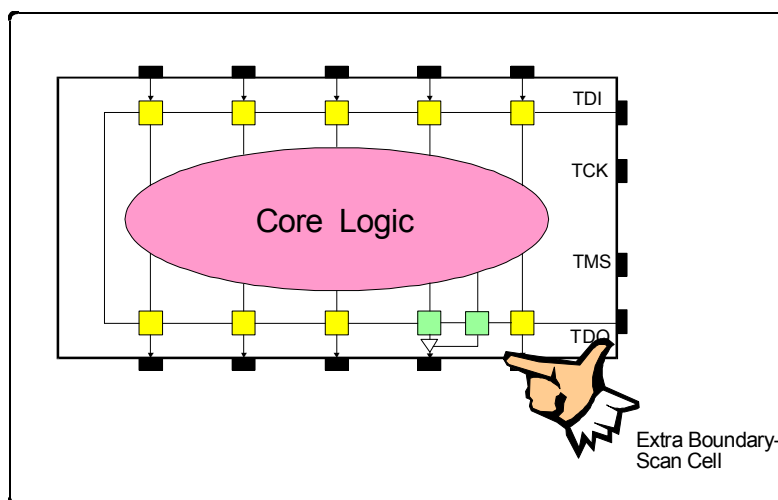 TDI
TCK
Core Logic
TMS
TDO
Extra Boundary-
Scan Cell